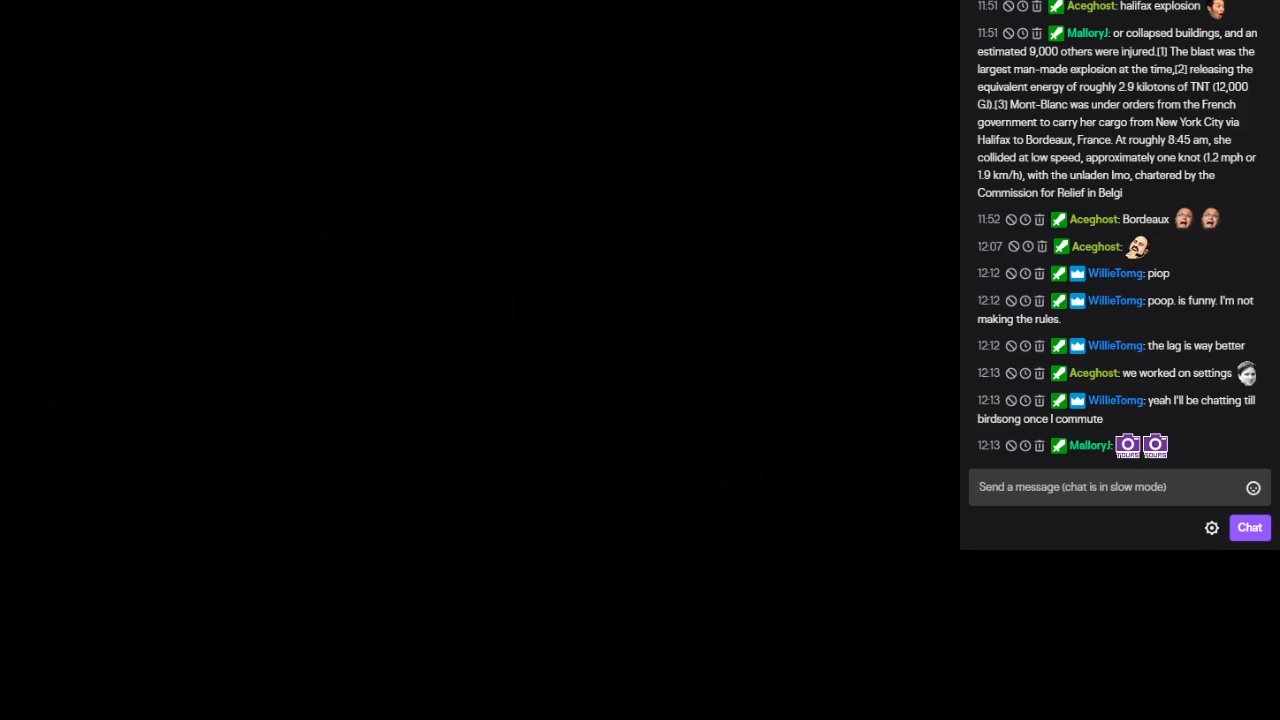 11:51 Aceghost: halifax explosion
11:51 MalloryJ: or collapsed buildings, and an
estimated 9,000 others were injured.[1] The blast was the
largest man-made explosion at the time,[2] releasing the
equivalent energy of roughly 2.9 kilotons of TNT (12,000
GJ).[3] Mont-Blanc was under orders from the French
government to carry her cargo from New York City via
Halifax to Bordeaux, France. At roughly 8:45 am, she
collided at low speed, approximately one knot (1.2 mph or
1.9 km/h), with the unladen Imo, chartered by the
Commission for Relief in Belgi
11:52 Aceghost: Bordeaux
12:07 Aceghost:
12:12 WillieTomg: piop
12:12 WillieTomg: poop. is funny. I'm not
making the rules.
12:12 WillieTomg: the lag is way better
12:13 Aceghost: we worked on settings
12:13 WillieTomg: yeah I'll be chatting till
birdsong once I commute
12:13 MalloryJ:
Send a message (chat is in slow mode)
Chat